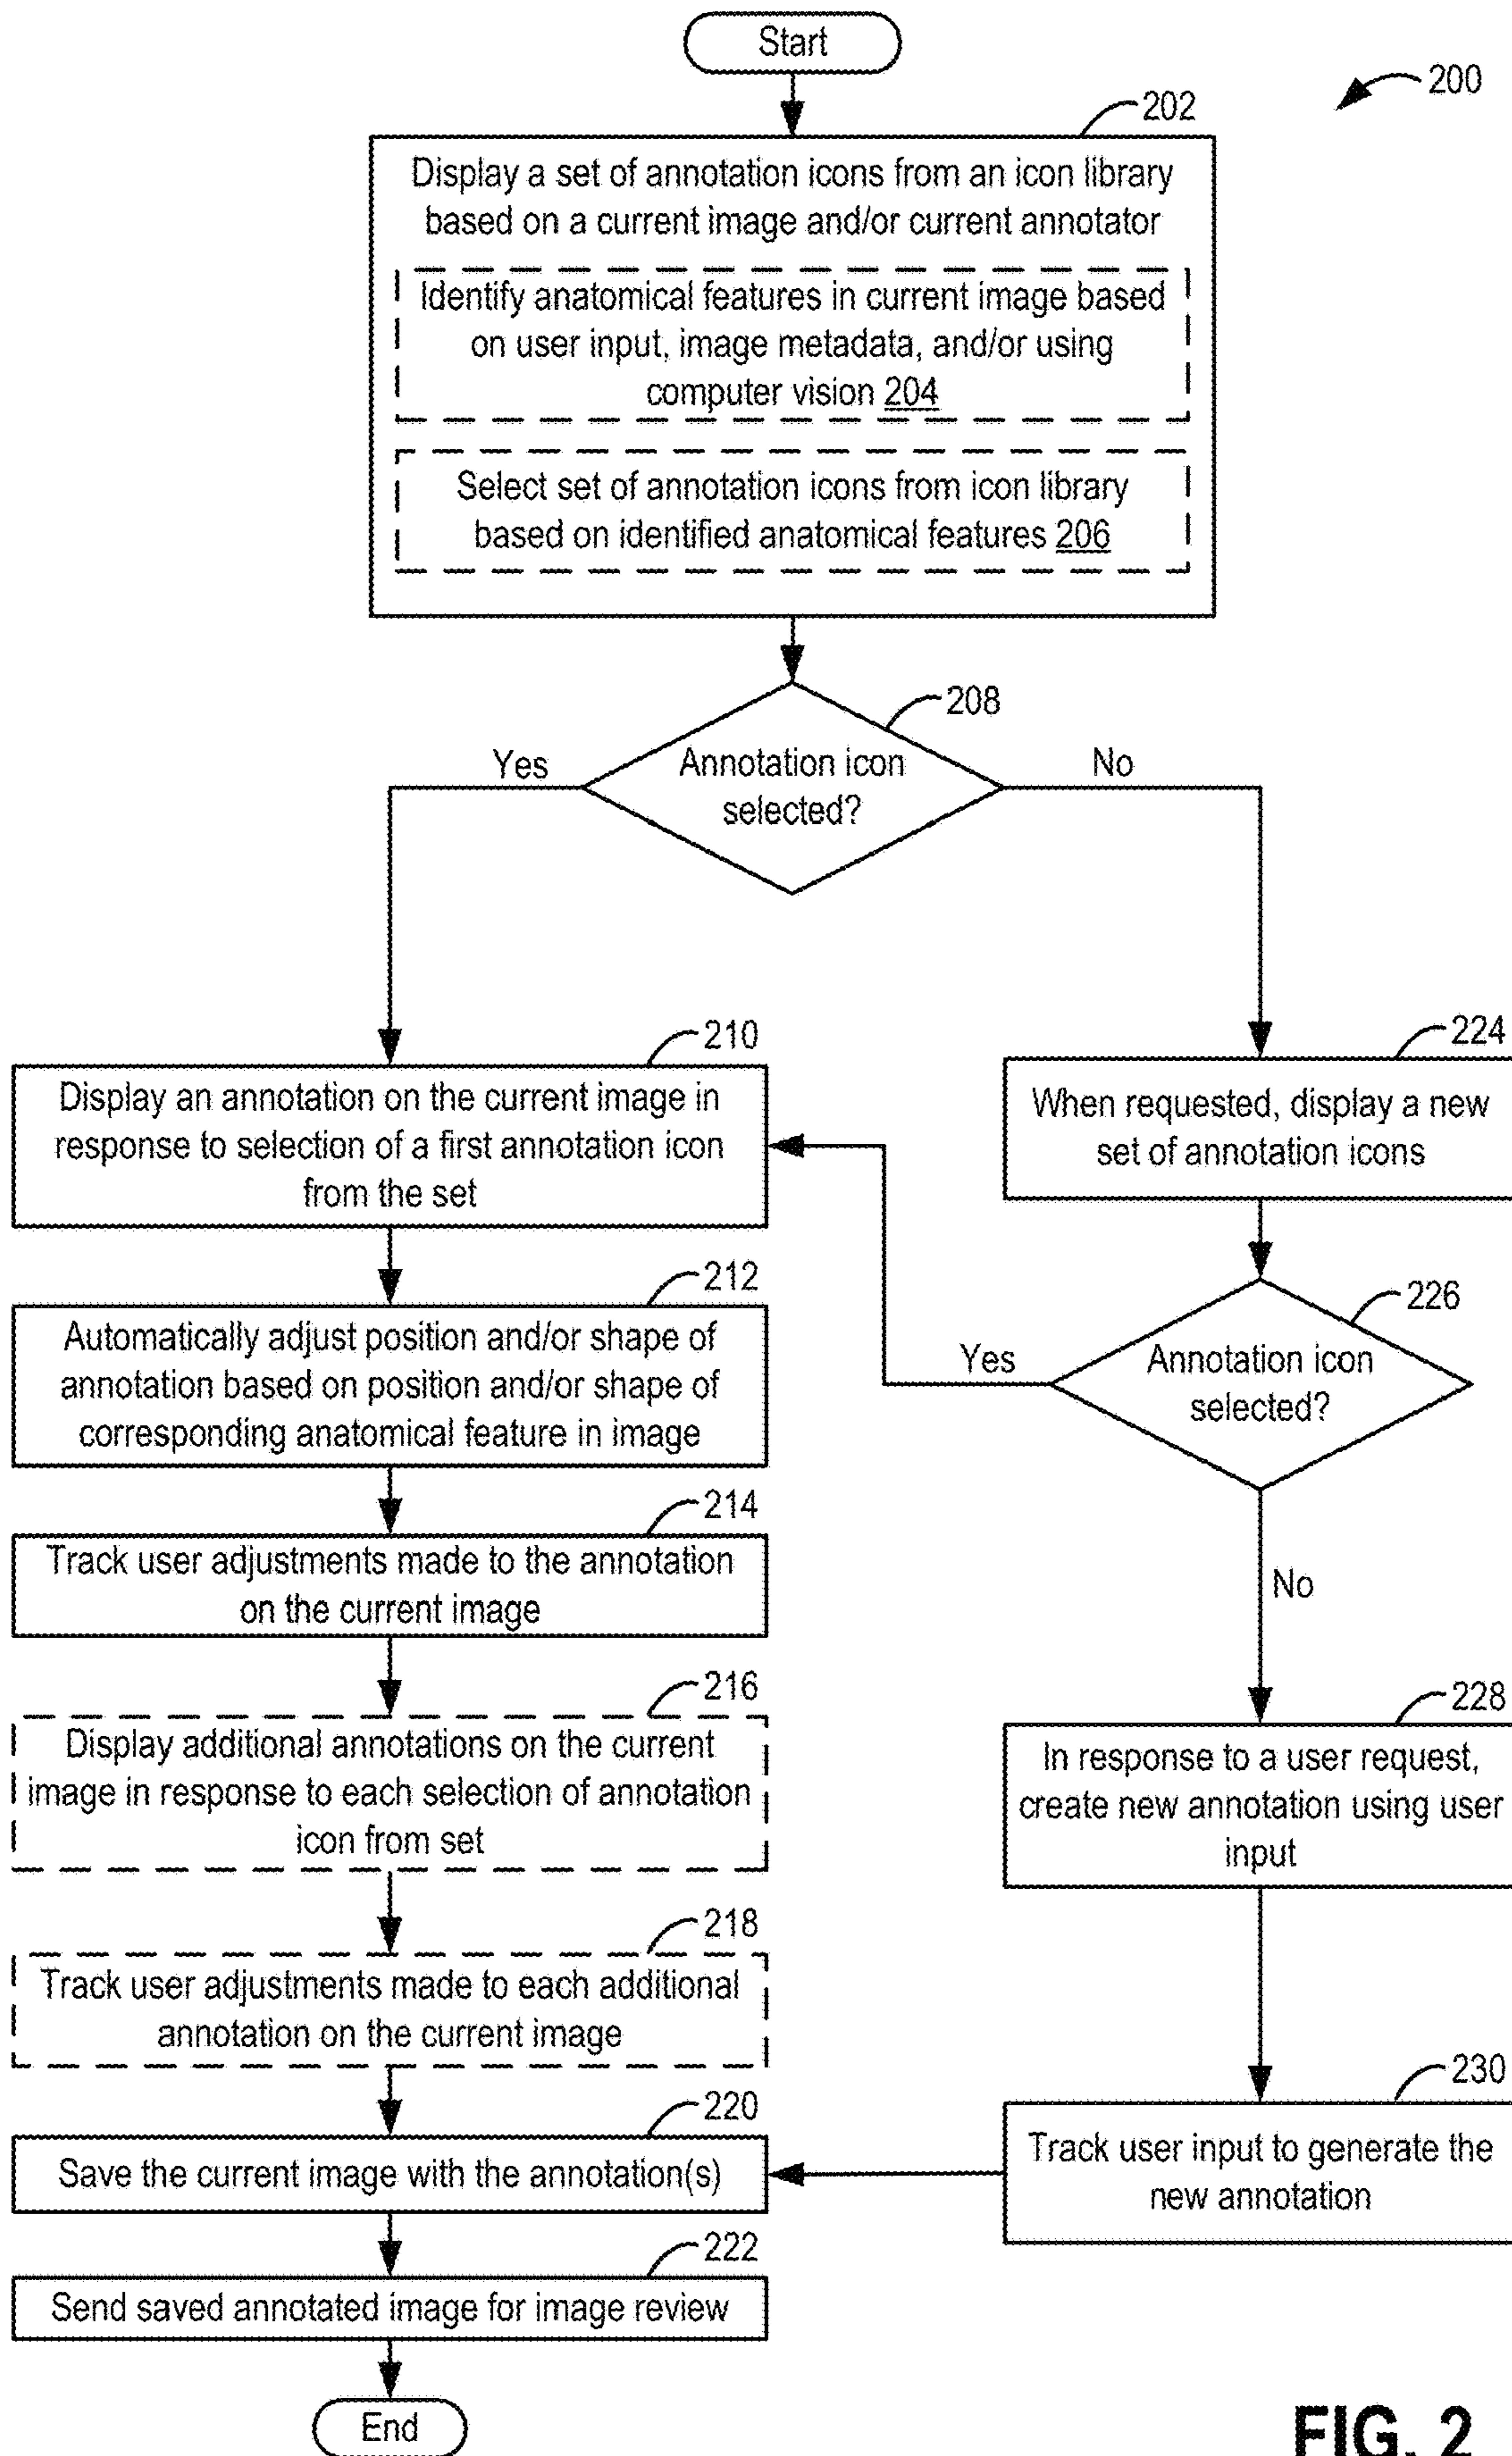 Start
200
202
Display a set of annotation icons from an icon library
based on a current image and/or current annotator
Identify anatomical features in current image based
on user input, image metadata, and/or using
computer vision 204
Select set of annotation icons from icon library
based on identified anatomical features 206
208
Annotation icon
selected?
Yes
No
210
Display an annotation on the current image in
response to selection of a first annotation icon
from the set
212
Automatically adjust position and/or shape of
annotation based on position and/or shape of
corresponding anatomical feature in image
214
Track user adjustments made to the annotation
on the current image
216
Display additional annotations on the current
image in response to each selection of annotation
icon from set
218
Track user adjustments made to each additional
annotation on the current image
220
Save the current image with the annotation(s)
222
Send saved annotated image for image review
End
224
When requested, display a new
set of annotation icons
226
Annotation icon
selected?
Yes
No
228
In response to a user request,
create new annotation using user
input
230
Track user input to generate the
new annotation
FIG. 2